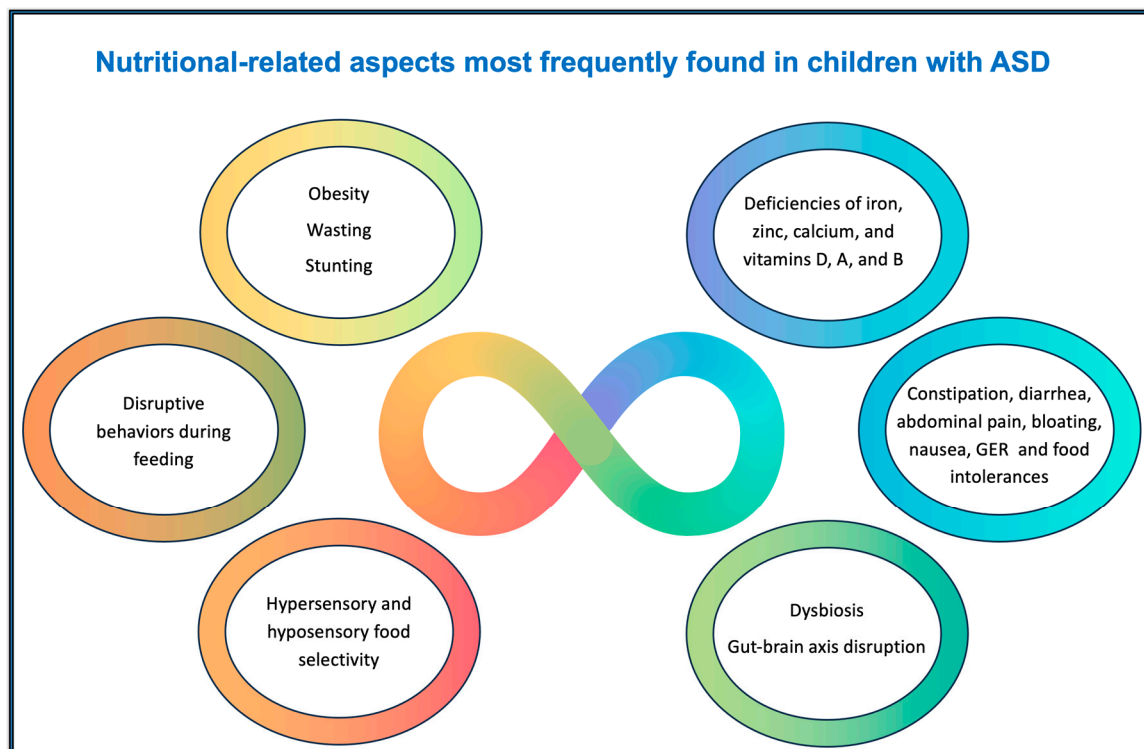 Nutritional-related aspects most frequently found in children with ASD
Obesity
Wasting
Stunting
Deficiencies of iron,
zinc, calcium, and
vitamins D, A, and B
Disruptive
behaviors during
feeding
Constipation, diarrhea,
abdominal pain, bloating,
nausea, GER and food
intolerances
Hypersensory and
hyposensory food
selectivity
Dysbiosis
Gut-brain axis disruption